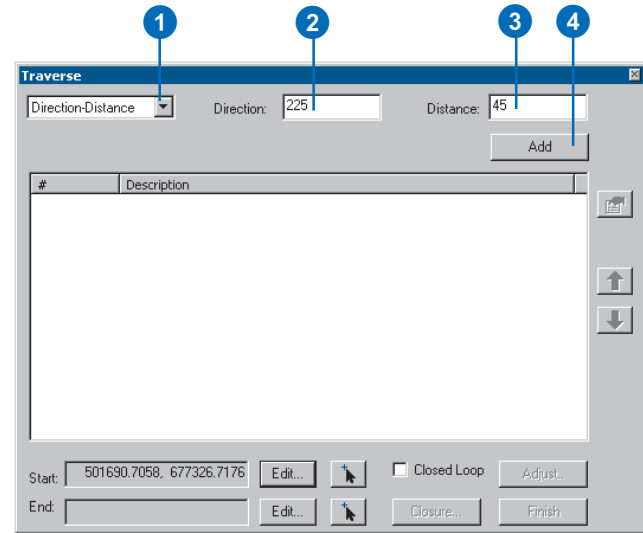 1 2 3 4
Traverse
Direction-Distance Direction: 225 Distance: 45
Add
# Description
Start: 501690.7058, 677326.7176 Edit... Closed Loop Adjust..
End: Edit... Closure... Finish